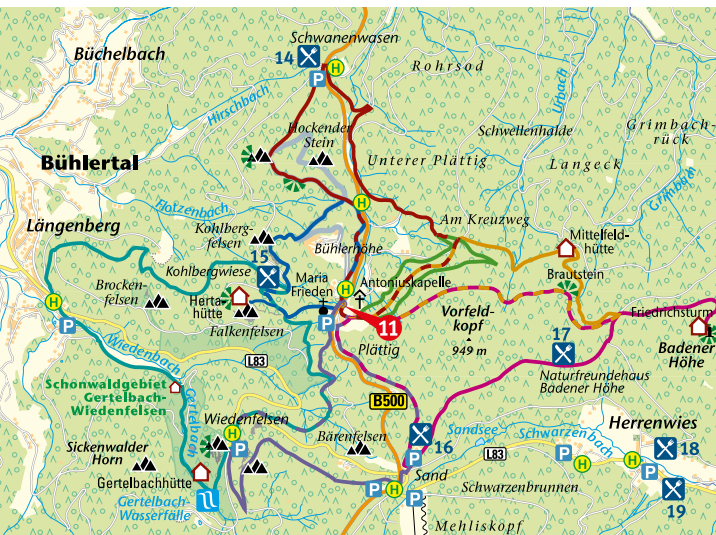 Schwanenwasen
14
P
H
Büchelbach
Rohrsod
Hirschbach
Urbach
Hockender
Stein
Schwellenhalde
Grimbach-
rück
Unterer Plättig
Langeck
Bühlertal
Grimbach
Flotzenbach
H
Längenberg
Kohlberg-
felsen
Am Kreuzweg
Mittelfeld-
hütte
Bühlerhöhe
15
Kohlbergwiese
Maria
Frieden
Antoniuskapelle
Brautstein
Brocken-
felsen
Herta-
hütte
H
H
P
Falkenfelsen
P
11
Vorfeld-
kopf
949 m
Friedrichsturm
Badener
Höhe
Wiedenbach
L83
Plättig
17
Naturfreundehaus
Badener Höhe
Schonwaldgebiet
Gertelbach-
Wiedenfelsen
Gertelbach
B500
Wiedenfelsen
H
P
Bärenfelsen
16
P
Sandsee
Schwarzenbach
Herrenwies
L83
18
Sickenwalder
Horn
Gertelbachhütte
Sand
P
H
H
P
P
H
P
Schwarzenbrunnen
19
Gertelbach-
Wasserfälle
Mehliskopf